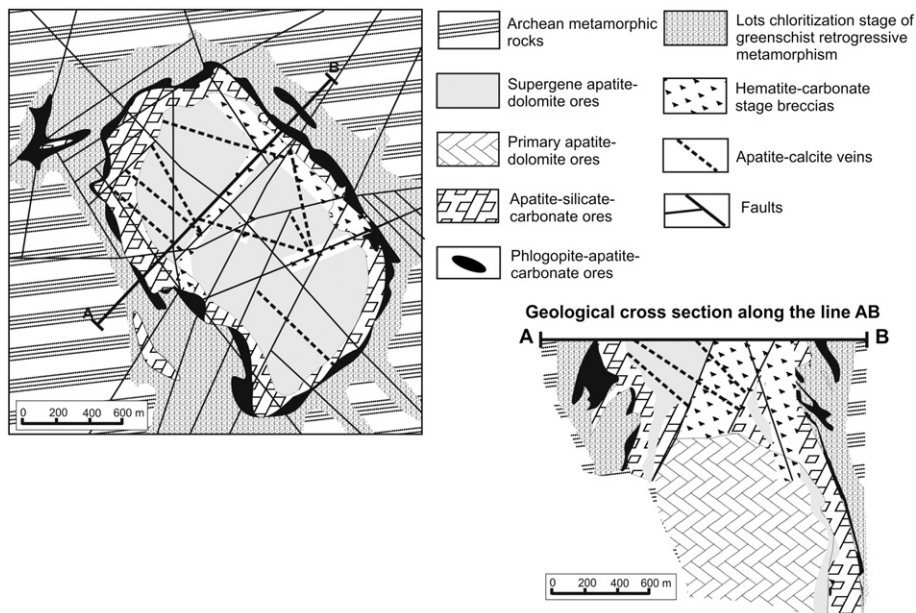 B
A
0 200 400 600 m
Archean metamorphic
rocks
Supergene apatite-
dolomite ores
Primary apatite-
dolomite ores
Apatite-silicate-
carbonate ores
Phlogopite-apatite-
carbonate ores
Lots chloritization stage of
greenschist retrogressive
metamorphism
Hematite-carbonate
stage breccias
Apatite-calcite veins
Faults
Geological cross section along the line AB
A B
0 200 400 600 m